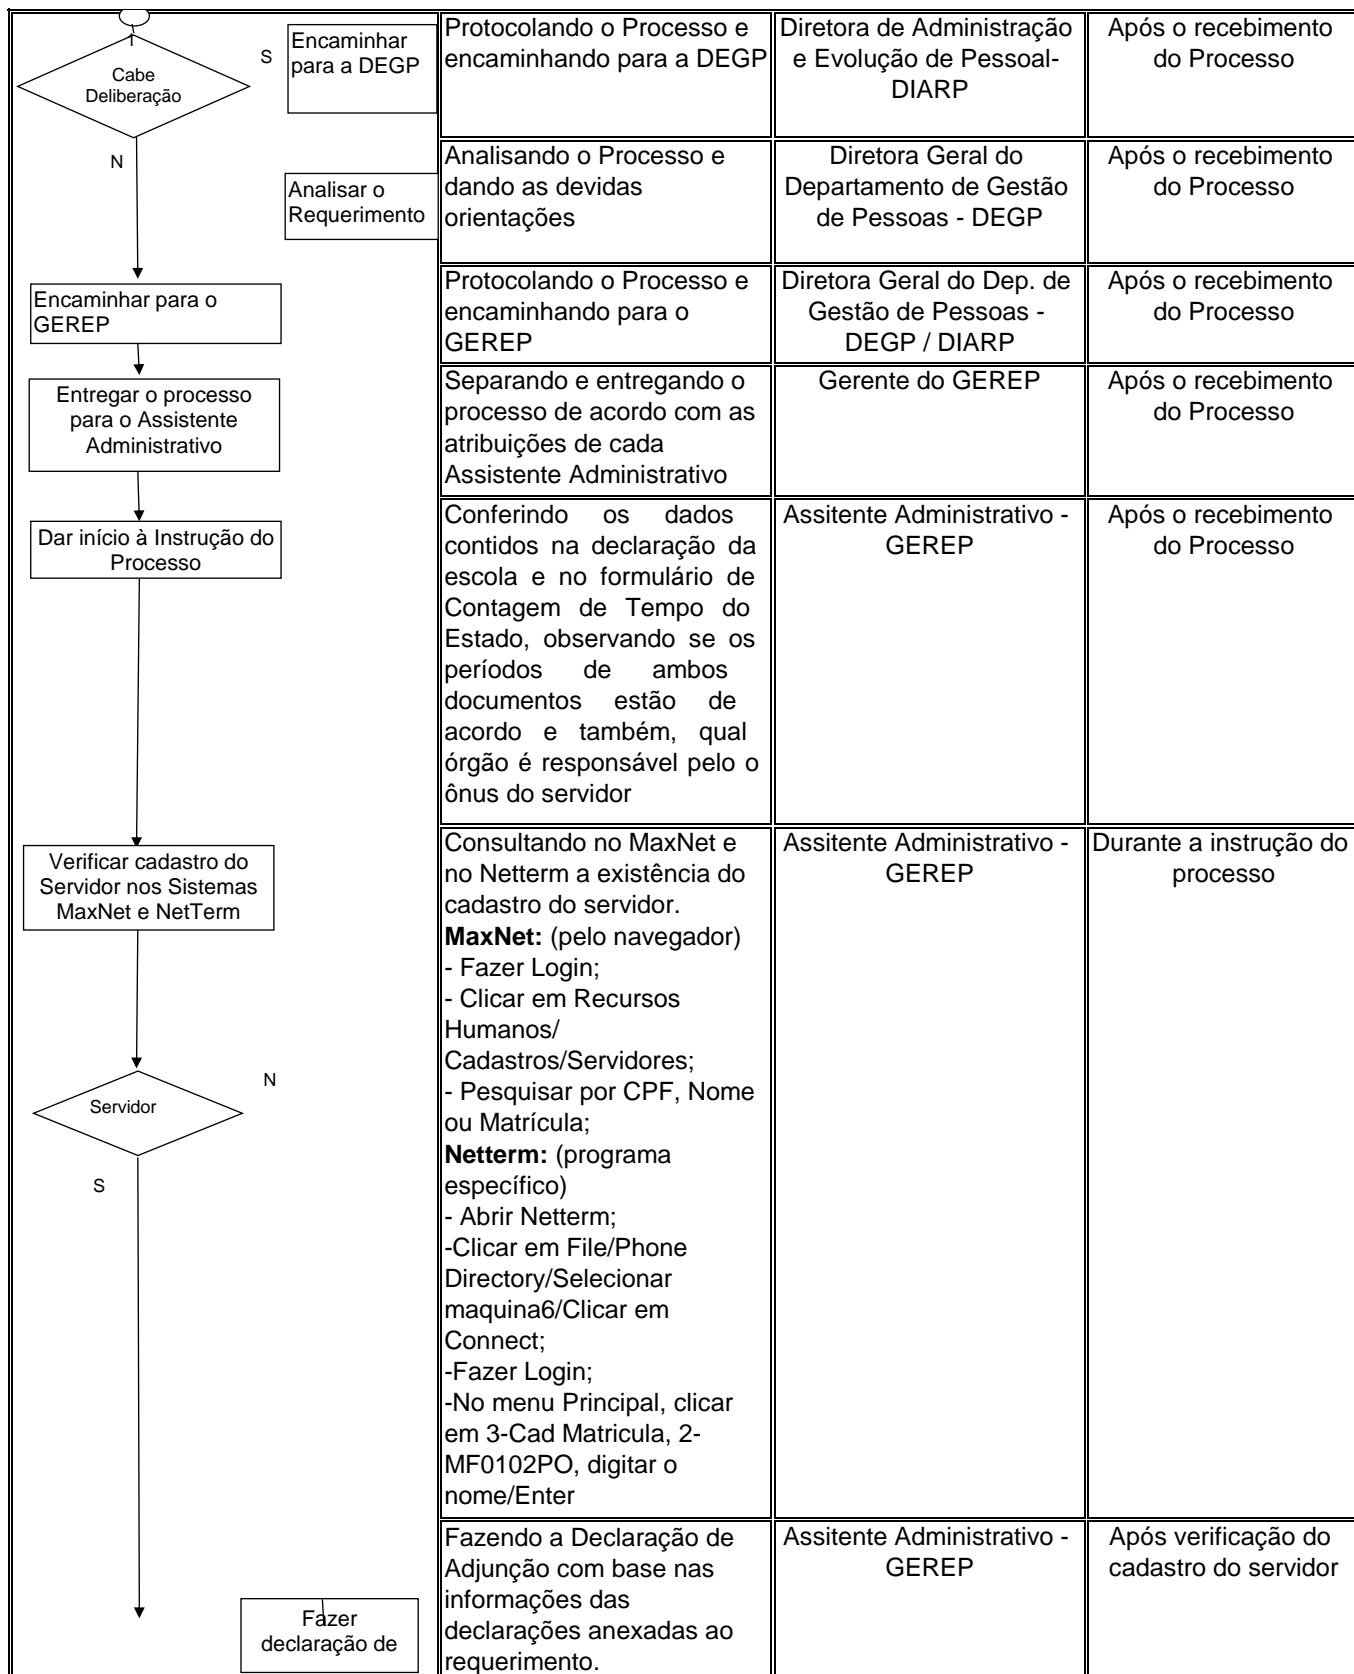 1
Cabe
Deliberação
S
Encaminhar
para a DEGP
Protocolando o Processo e
encaminhando para a DEGP
Diretora de Administração
e Evolução de Pessoal-
DIARP
Após o recebimento
do Processo
N
Analisar o
Requerimento
Analisando o Processo e
dando as devidas
orientações
Diretora Geral do
Departamento de Gestão
de Pessoas - DEGP
Após o recebimento
do Processo
Encaminhar para o
GEREP
Protocolando o Processo e
encaminhando para o
GEREP
Diretora Geral do Dep. de
Gestão de Pessoas -
DEGP / DIARP
Após o recebimento
do Processo
Entregar o processo
para o Assistente
Administrativo
Separando e entregando o
processo de acordo com as
atribuições de cada
Assistente Administrativo
Gerente do GEREP
Após o recebimento
do Processo
Dar início à Instrução do
Processo
Conferindo os dados
contidos na declaração da
escola e no formulário de
Contagem de Tempo do
Estado, observando se os
períodos de ambos
documentos estão de
acordo e também, qual
órgão é responsável pelo o
ônus do servidor
Assitente Administrativo -
GEREP
Após o recebimento
do Processo
Verificar cadastro do
Servidor nos Sistemas
MaxNet e NetTerm
Servidor
N
S
Consultando no MaxNet e
no Netterm a existência do
cadastro do servidor.
MaxNet: (pelo navegador)
- Fazer Login;
- Clicar em Recursos
Humanos/
Cadastros/Servidores;
- Pesquisar por CPF, Nome
ou Matrícula;
Netterm: (programa
específico)
- Abrir Netterm;
-Clicar em File/Phone
Directory/Selecionar
maquina6/Clicar em
Connect;
-Fazer Login;
-No menu Principal, clicar
em 3-Cad Matricula, 2-
MF0102PO, digitar o
nome/Enter
Assitente Administrativo -
GEREP
Durante a instrução do
processo
Fazer
declaração de
Fazendo a Declaração de
Adjunção com base nas
informações das
declarações anexadas ao
requerimento.
Assitente Administrativo -
GEREP
Após verificação do
cadastro do servidor